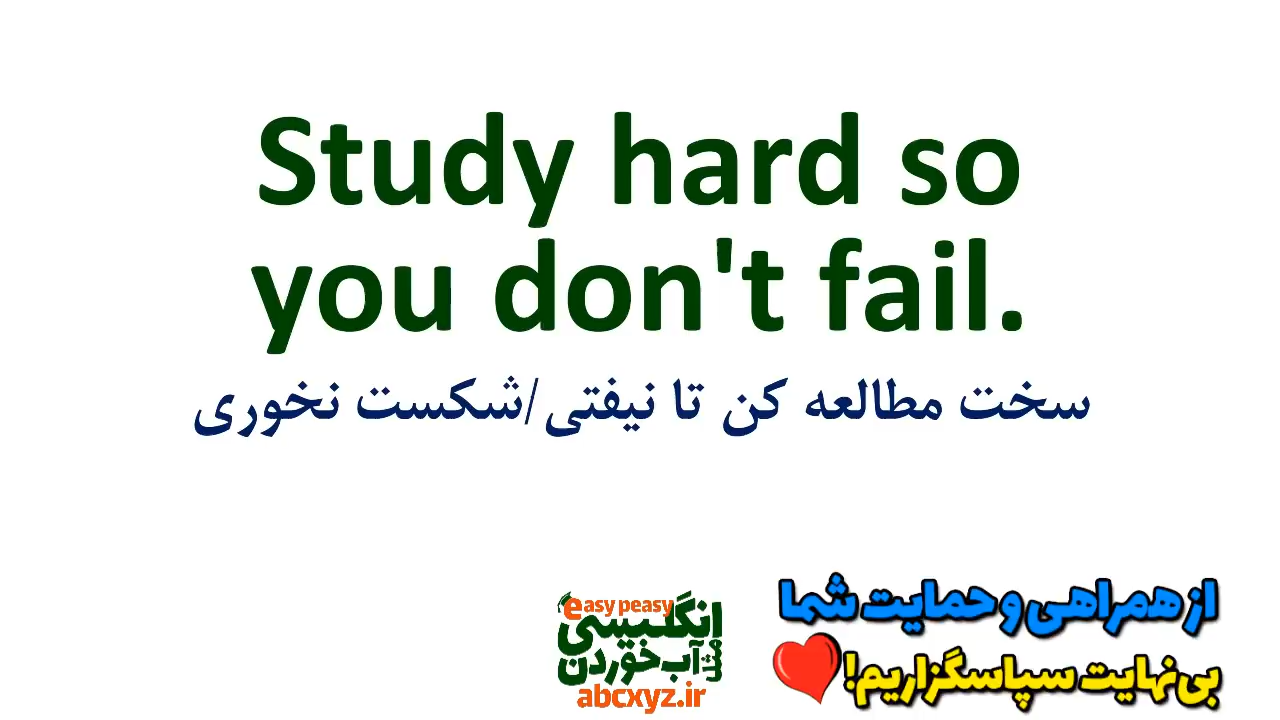 Study hard so
you don't fail.
سخت مطالعه کن تا نیفتی/شکست نخوری
easy peasy
انگلیسی
مثل آب خوردن
abcxyz.ir
از همراهی و حمایت شما
بی‌نهایت سپاسگزاریم!